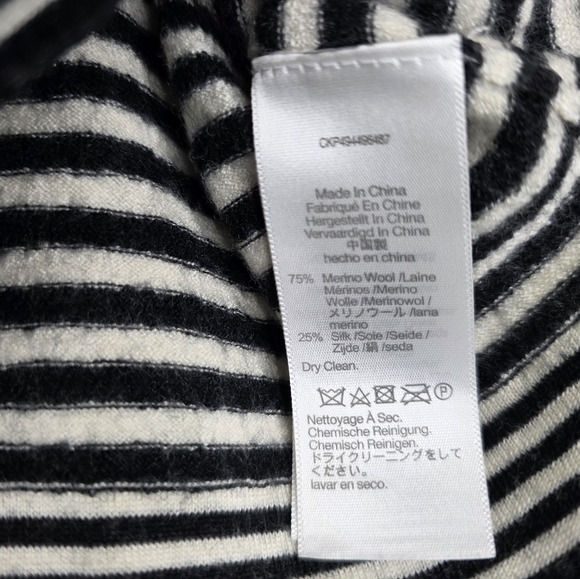 CKP494495487
Made In China
Fabriqué En Chine
Hergestellt In China
Vervaardigd In China
中国製
hecho en china
75% Merino Wool /Laine
Mérinos /Merino
Wolle /Merinowol /
メリノウール /lana
merino
25% Silk /Soie /Seide /
Zijde /絹 /seda
Dry Clean.
P
Nettoyage À Sec.
Chemische Reinigung.
Chemisch Reinigen.
ドライクリーニングをして
ください。
lavar en seco.